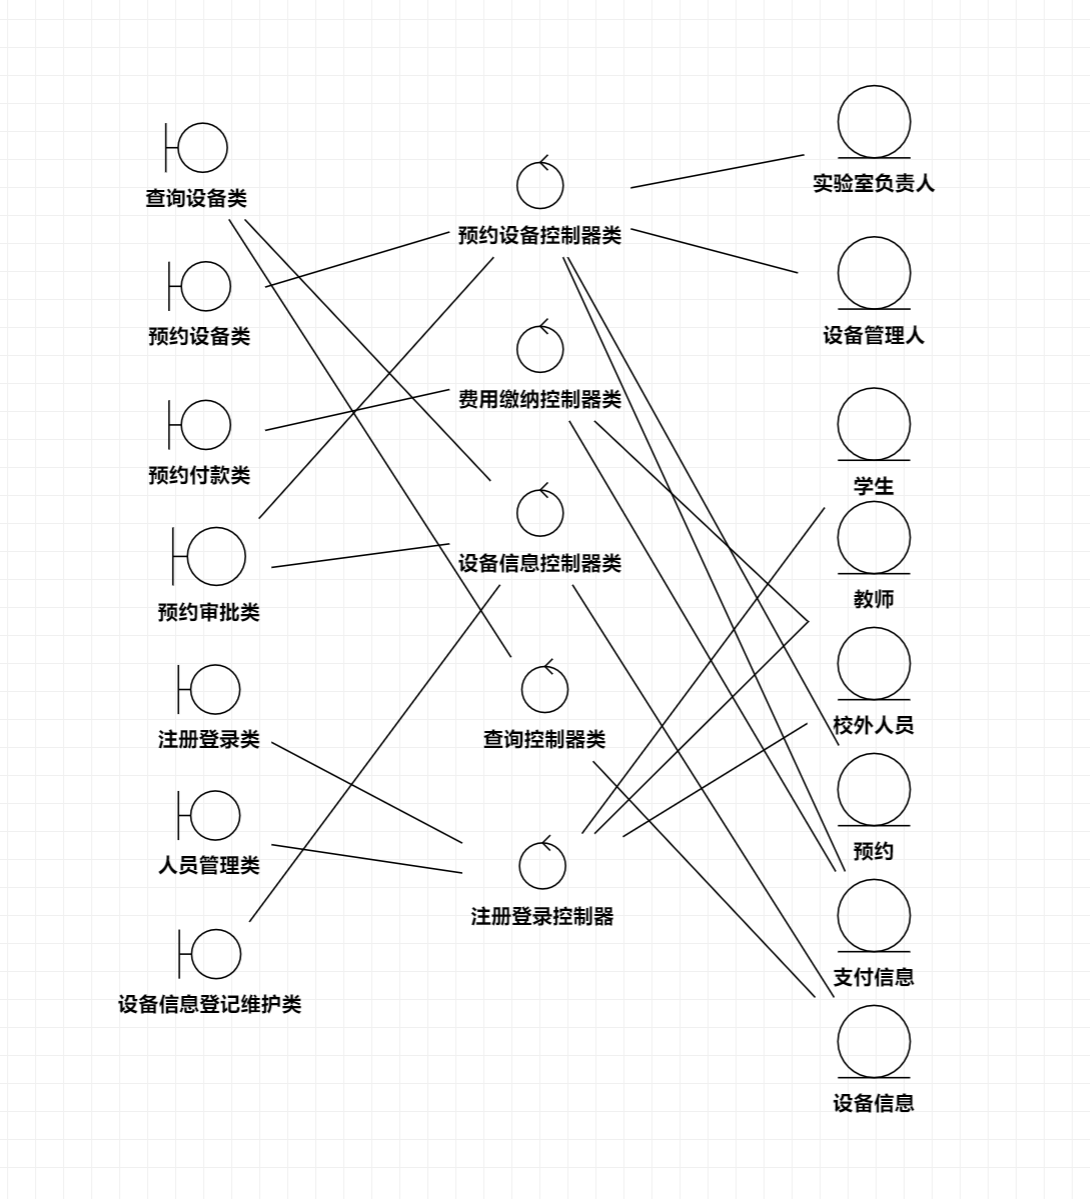 查询设备类
预约设备类
预约付款类
预约审批类
注册登录类
人员管理类
设备信息登记维护类
预约设备控制器类
费用缴纳控制器类
设备信息控制器类
查询控制器类
注册登录控制器
实验室负责人
设备管理人
学生
教师
校外人员
预约
支付信息
设备信息